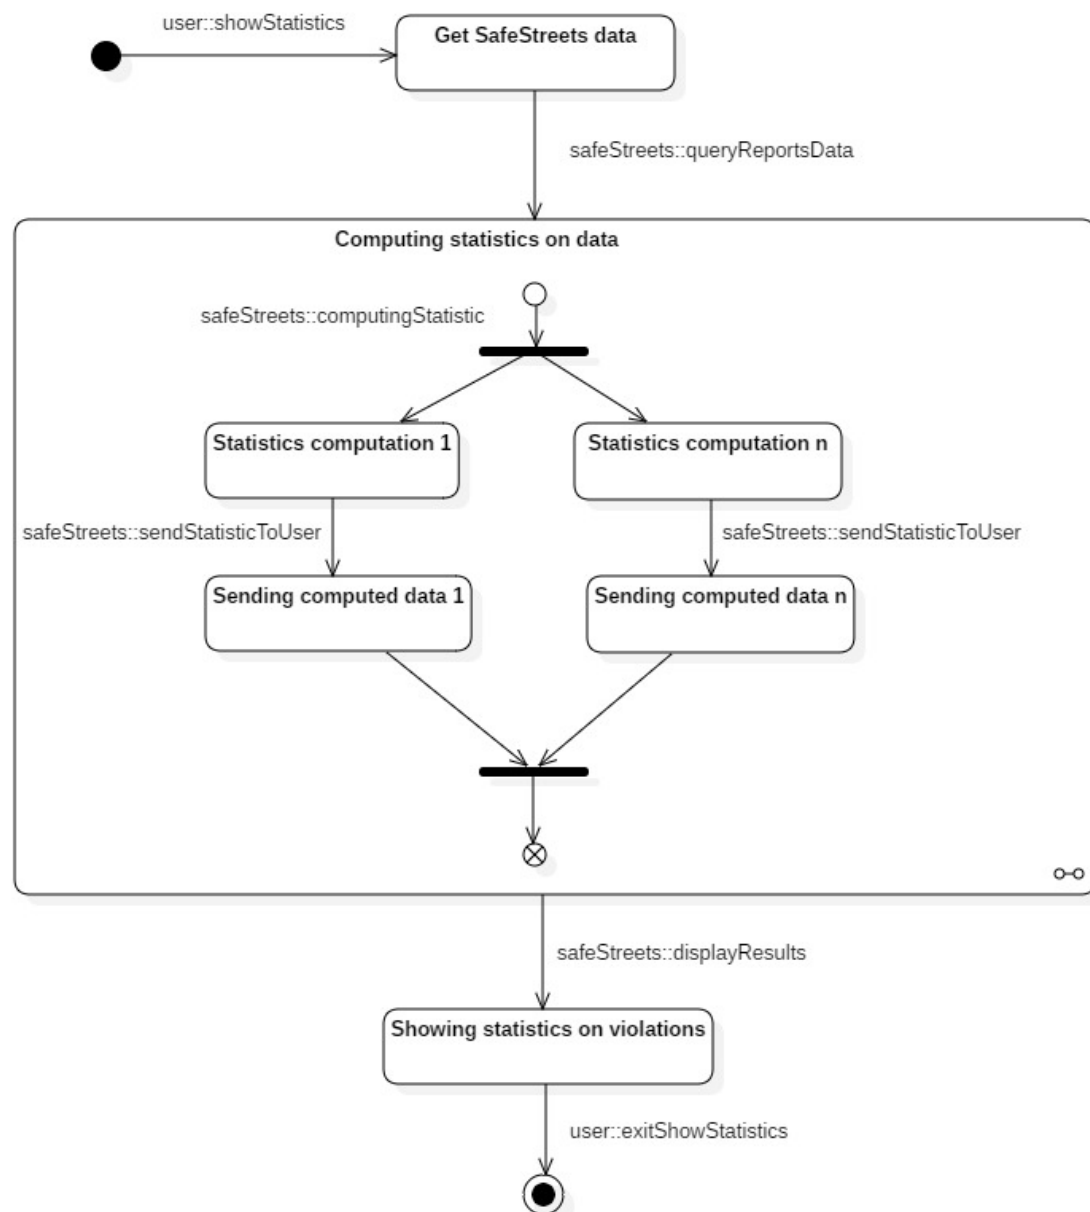 user::showStatistics
Get SafeStreets data
safeStreets::queryReportsData
Computing statistics on data
safeStreets::computingStatistic
Statistics computation 1
Statistics computation n
safeStreets::sendStatisticToUser
safeStreets::sendStatisticToUser
Sending computed data 1
Sending computed data n
safeStreets::displayResults
Showing statistics on violations
user::exitShowStatistics